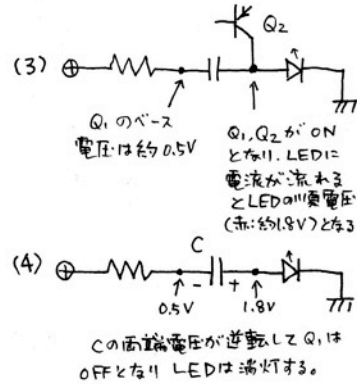 Q₂
(3)
Q₁のベース
電圧は約0.5V
Q₁,Q₂がON
となり、LEDに
電流が流れる
とLEDの順電圧
(赤:約1.8V)となる
(4)
C
0.5V
- +
1.8V
Cの両端電圧が逆転してQ₁は
OFFとなりLEDは消灯する。